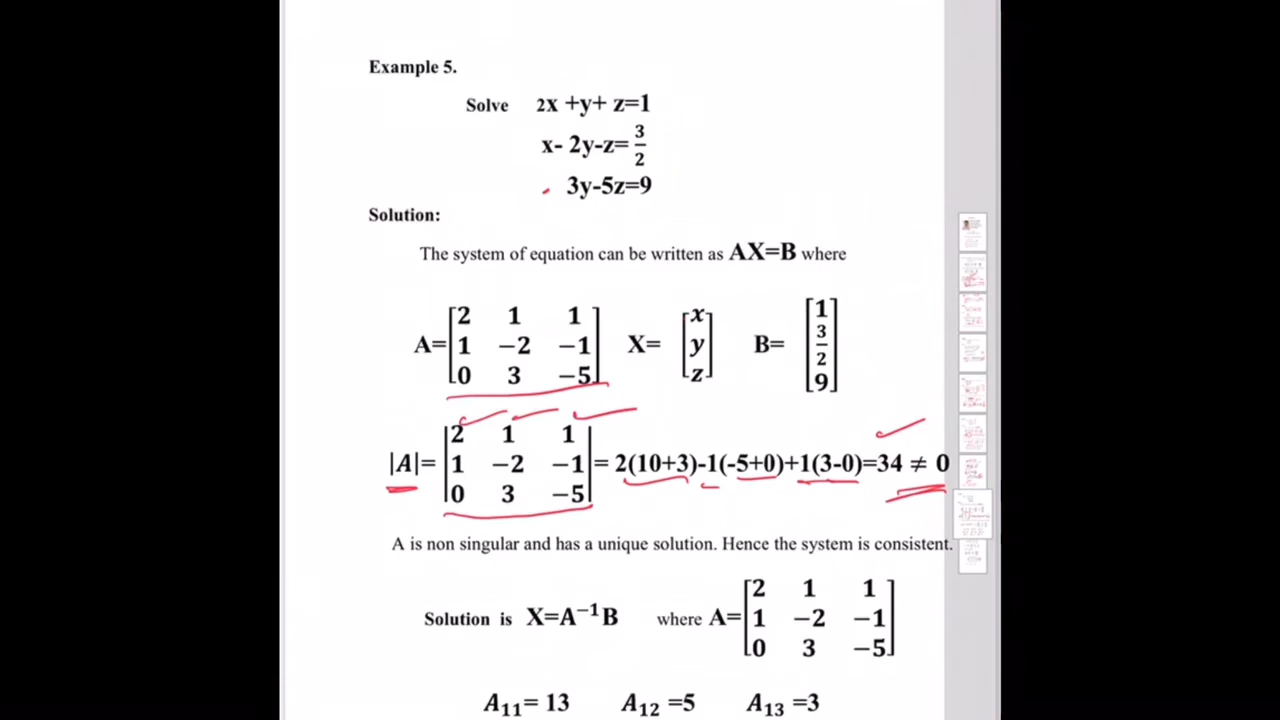 Example 5.
Solve 2x +y+ z=1
x- 2y-z= 3/2
3y-5z=9
Solution:
The system of equation can be written as AX=B where
A= [2 1 1; 1 −2 −1; 0 3 −5] X= [x; y; z] B= [1; 3/2; 9]
|A|= |2 1 1; 1 −2 −1; 0 3 −5| = 2(10+3)-1(-5+0)+1(3-0)=34 ≠ 0
A is non singular and has a unique solution. Hence the system is consistent.
Solution is X=A⁻¹B where A= [2 1 1; 1 −2 −1; 0 3 −5]
A₁₁= 13 A₁₂ =5 A₁₃ =3